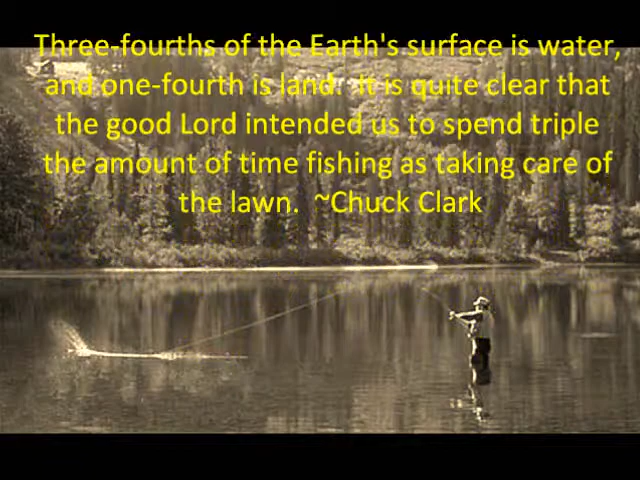 Three-fourths of the Earth's surface is water,
and one-fourth is land.  It is quite clear that
the good Lord intended us to spend triple
the amount of time fishing as taking care of
the lawn.  ~Chuck Clark